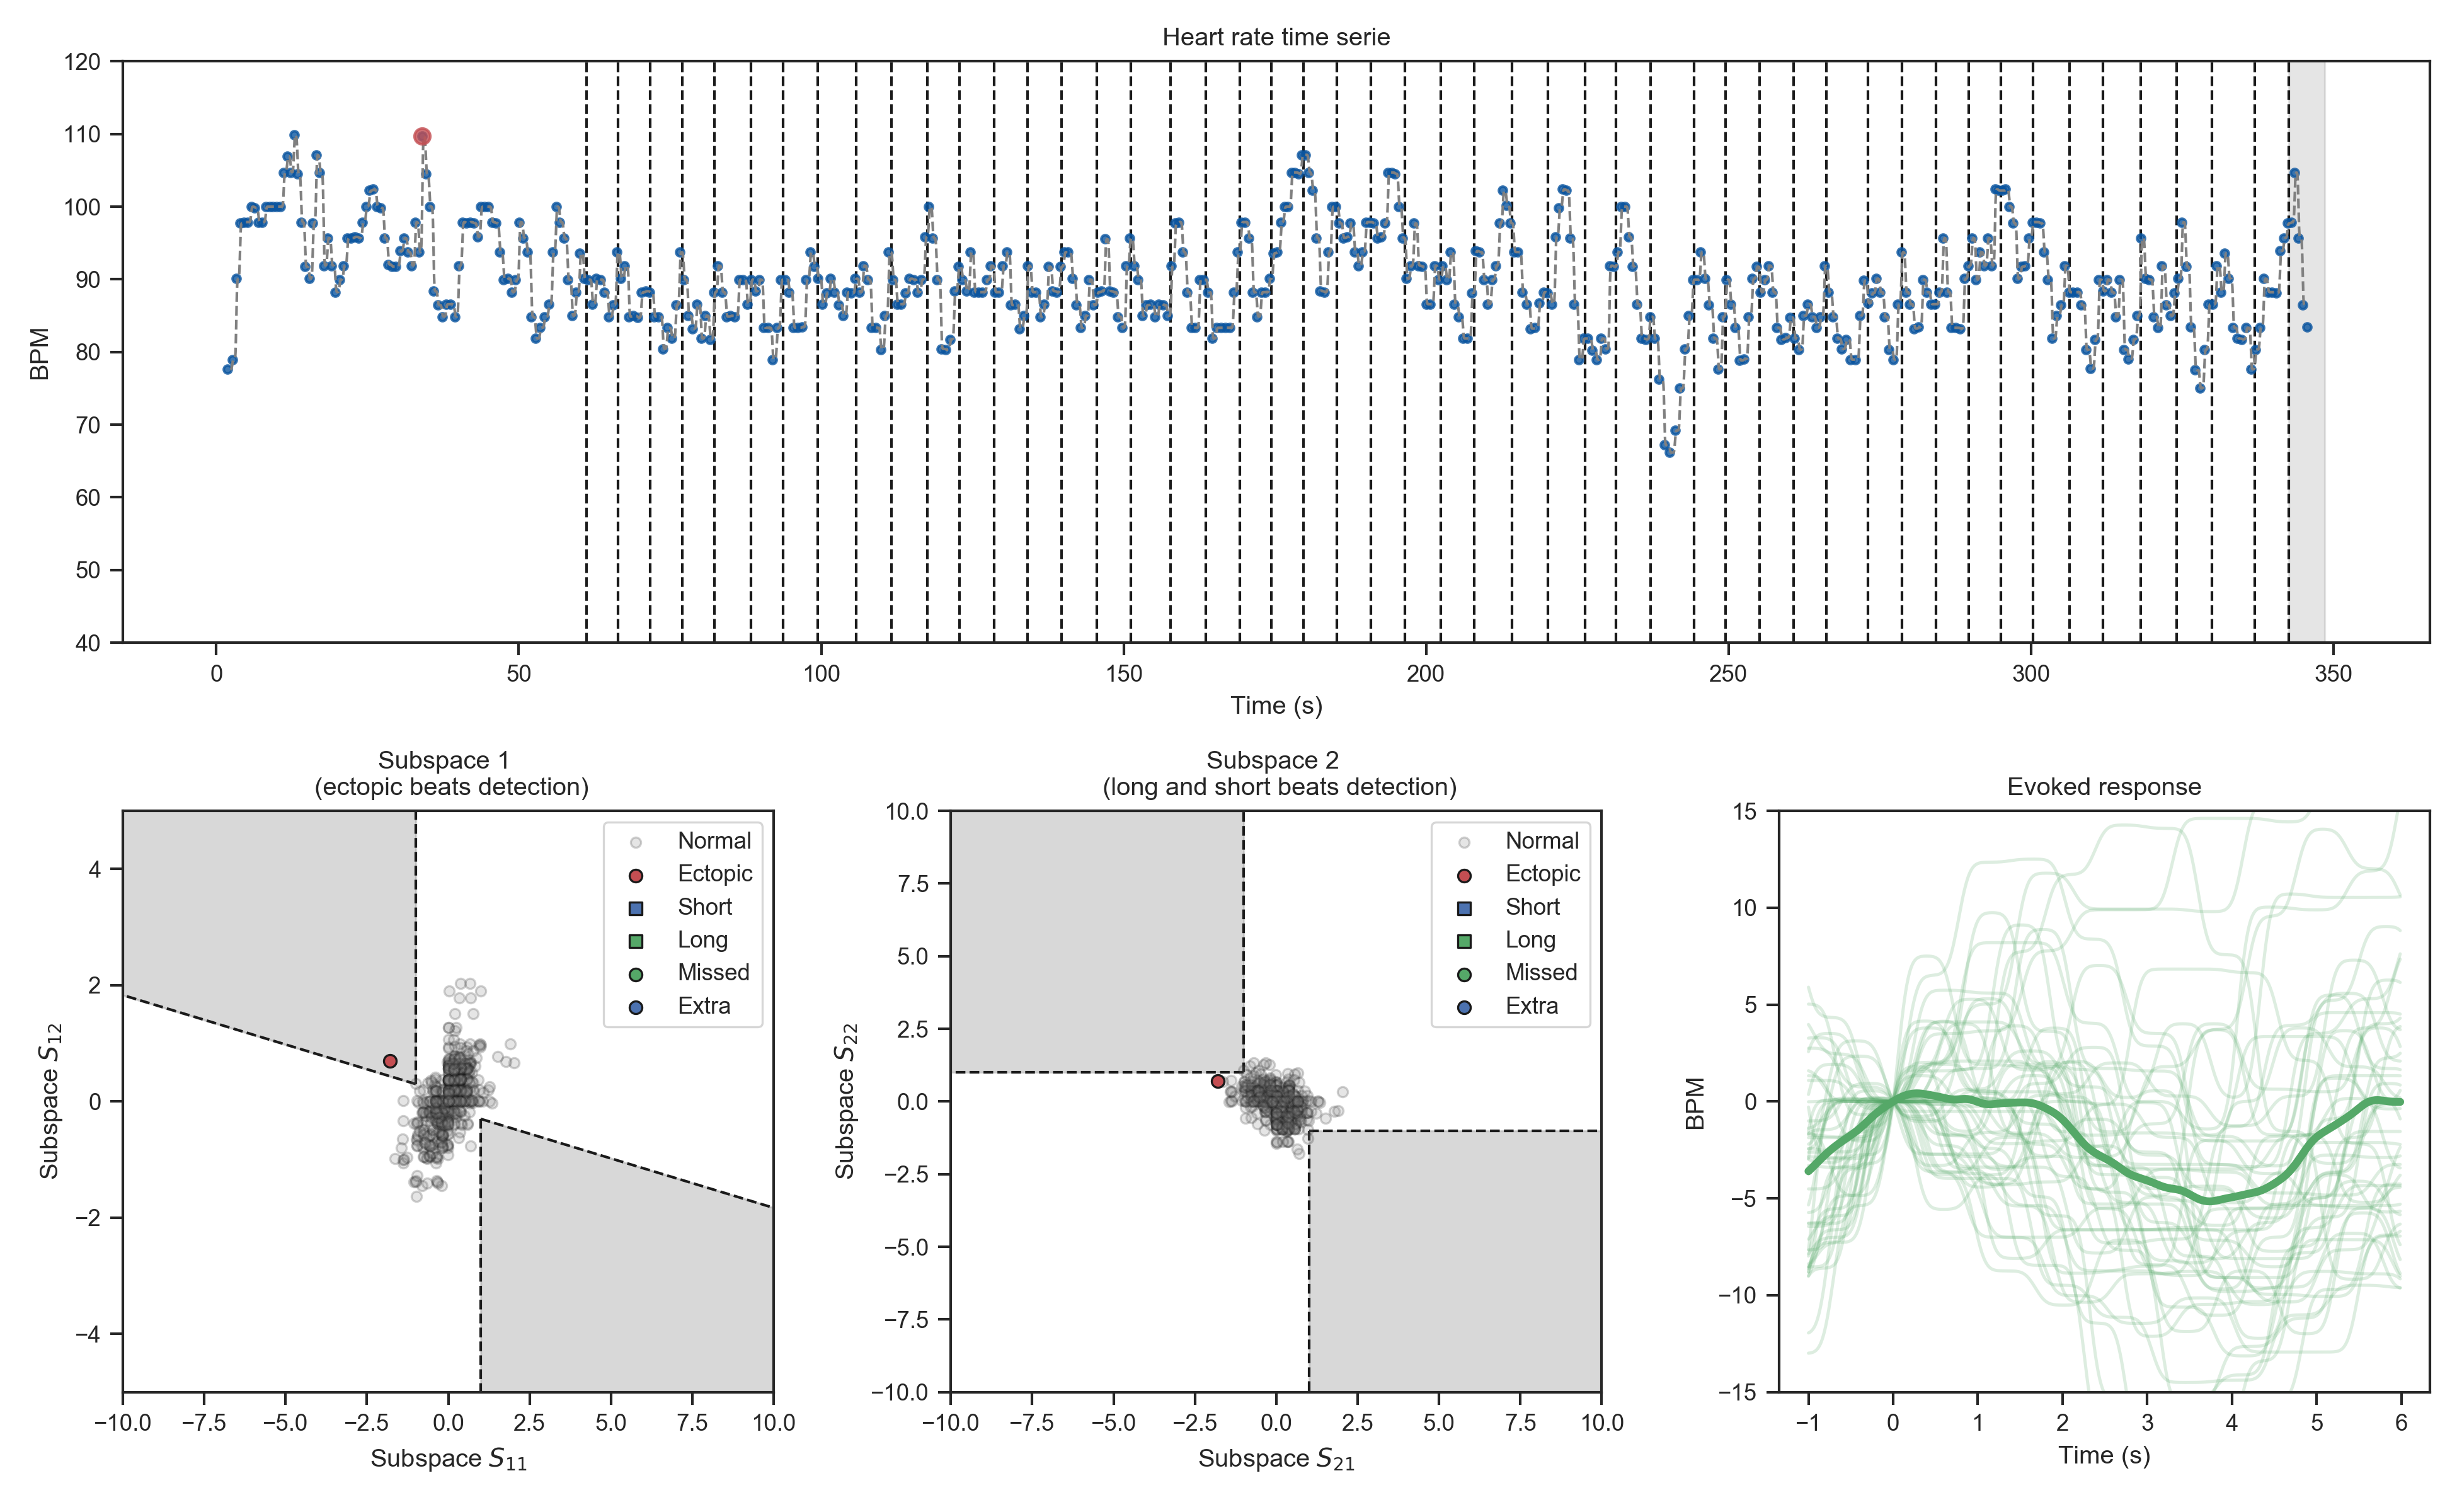 Heart rate time serie
120
110
100
90
80
70
60
50
40
BPM
0 50 100 150 200 250 300 350
Time (s)
Subspace 1
(ectopic beats detection)
4
2
0
−2
−4
Subspace S12
Normal
Ectopic
Short
Long
Missed
Extra
−10.0 −7.5 −5.0 −2.5 0.0 2.5 5.0 7.5 10.0
Subspace S11
Subspace 2
(long and short beats detection)
10.0
7.5
5.0
2.5
0.0
−2.5
−5.0
−7.5
−10.0
Subspace S22
Normal
Ectopic
Short
Long
Missed
Extra
−10.0 −7.5 −5.0 −2.5 0.0 2.5 5.0 7.5 10.0
Subspace S21
Evoked response
15
10
5
0
−5
−10
−15
BPM
−1 0 1 2 3 4 5 6
Time (s)